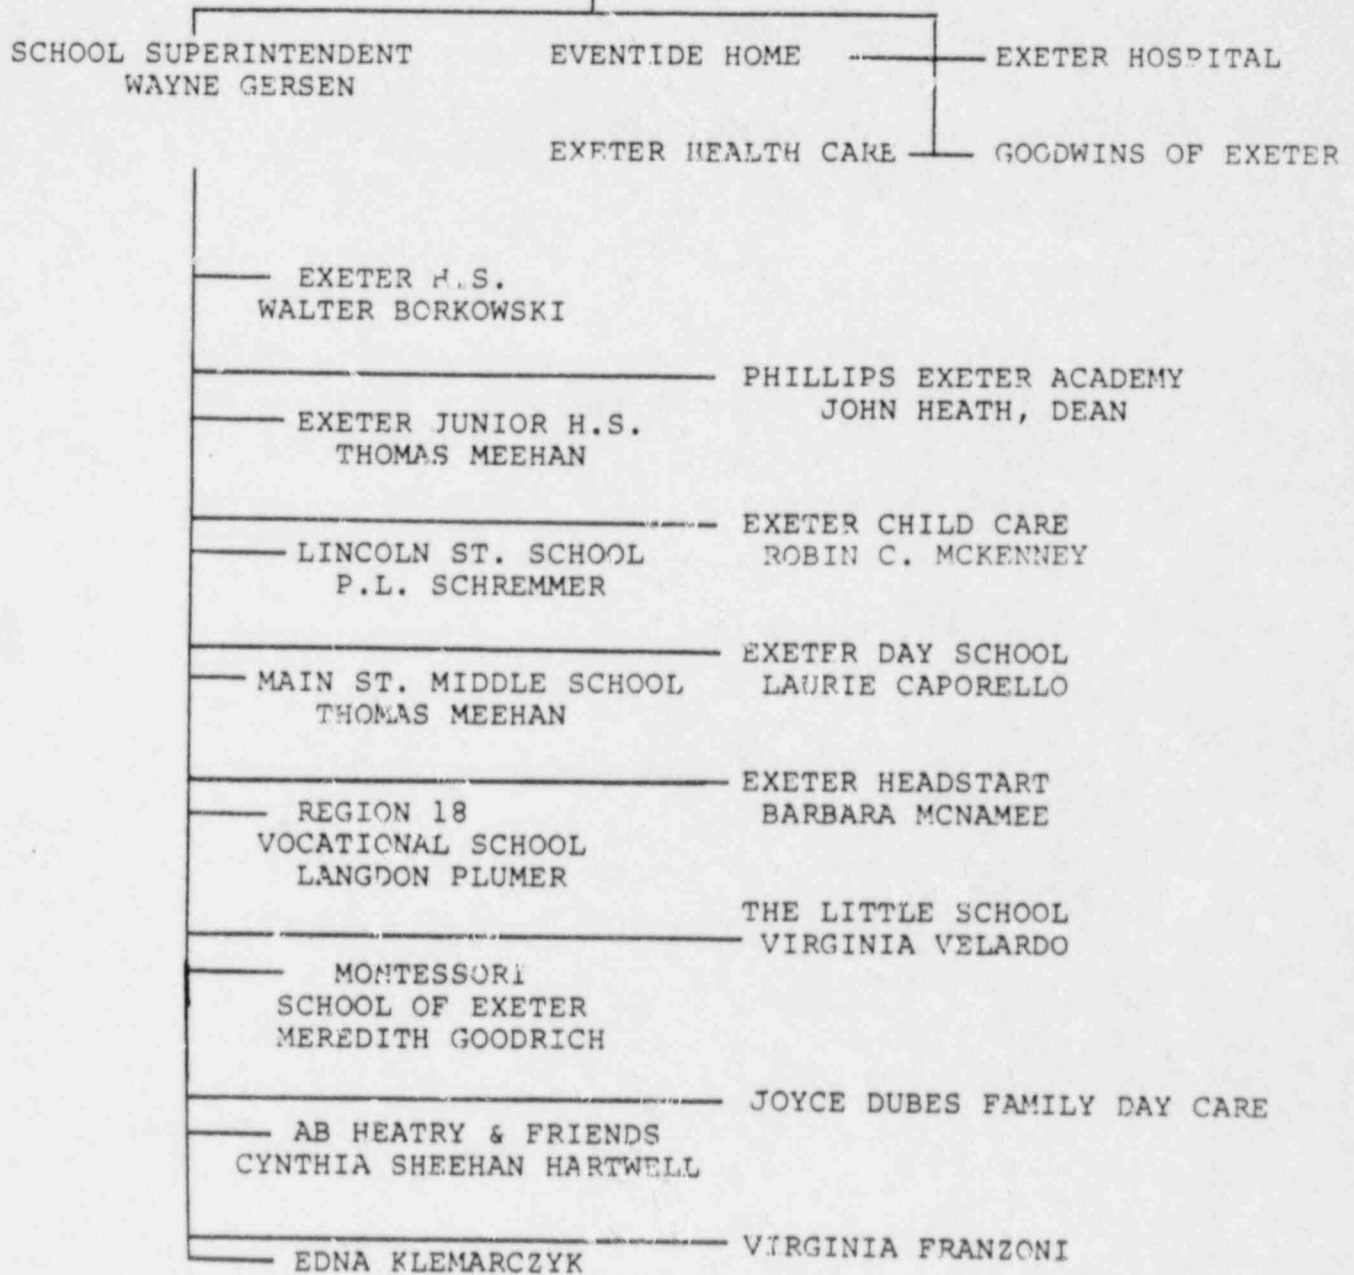 SCHOOL SUPERINTENDENT
WAYNE GERSEN
EVENTIDE HOME
EXETER HOSPITAL
EXETER HEALTH CARE
GOODWINS OF EXETER
EXETER H.S.
WALTER BORKOWSKI
PHILLIPS EXETER ACADEMY
JOHN HEATH, DEAN
EXETER JUNIOR H.S.
THOMAS MEEHAN
EXETER CHILD CARE
ROBIN C. MCKENNEY
LINCOLN ST. SCHOOL
P.L. SCHREMMER
EXETER DAY SCHOOL
LAURIE CAPORELLO
MAIN ST. MIDDLE SCHOOL
THOMAS MEEHAN
EXETER HEADSTART
BARBARA MCNAMEE
REGION 18
VOCATIONAL SCHOOL
LANGDON PLUMER
THE LITTLE SCHOOL
VIRGINIA VELARDO
MONTESSORI
SCHOOL OF EXETER
MEREDITH GOODRICH
JOYCE DUBES FAMILY DAY CARE
AB HEATRY & FRIENDS
CYNTHIA SHEEHAN HARTWELL
VIRGINIA FRANZONI
EDNA KLEMARCZYK